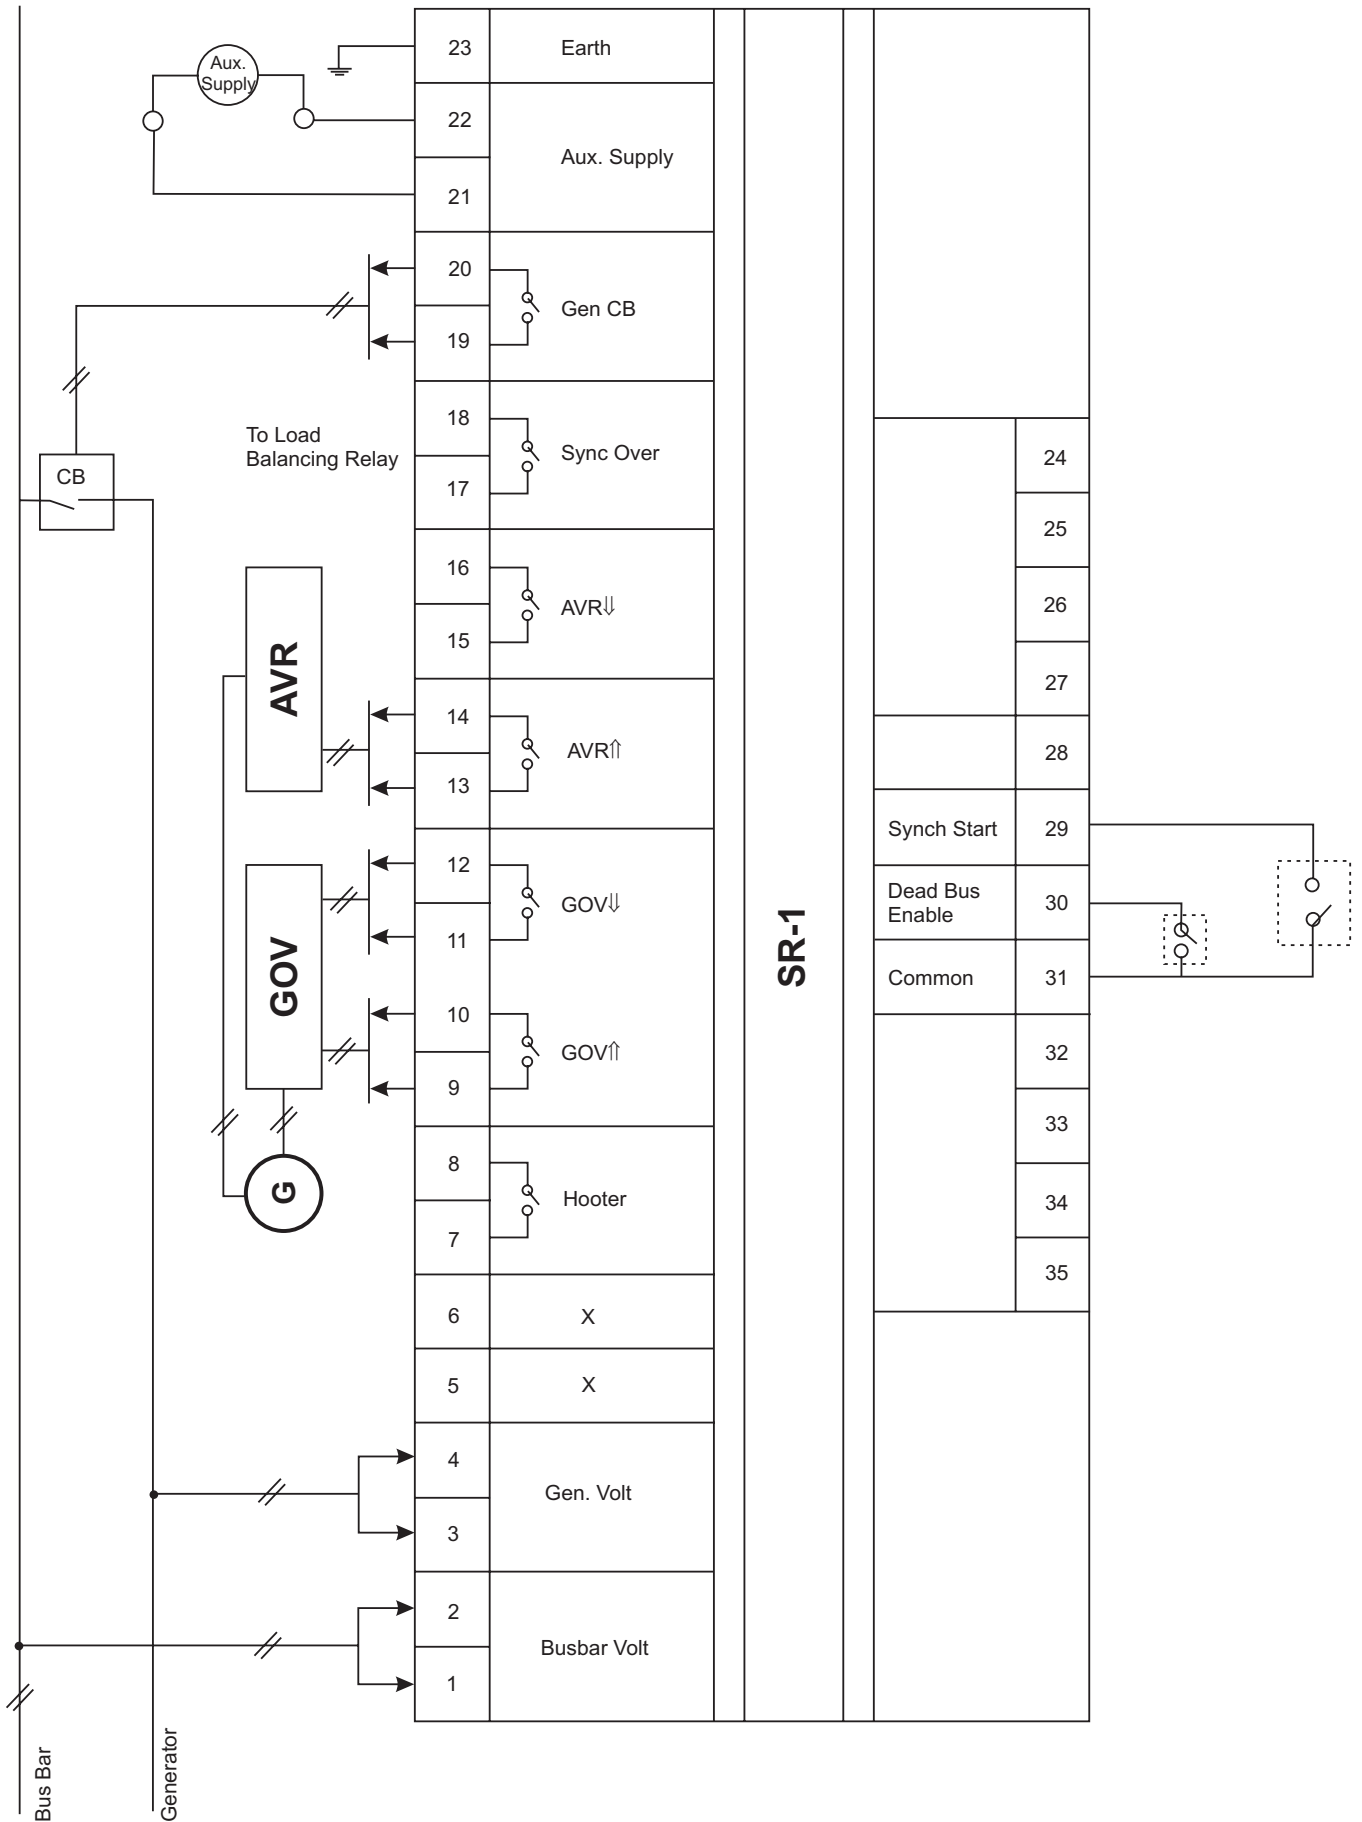 23 Earth
Aux.
Supply
22
Aux. Supply
21
20
Gen CB
19
18
To Load
Balancing Relay
Sync Over
17
CB
16
AVR⇓
15
AVR
14
AVR⇑
13
12
GOV⇓
11
GOV
10
GOV⇑
9
8
G
Hooter
7
6 X
5 X
4
Gen. Volt
3
2
Busbar Volt
1
Bus Bar
Generator
SR-1
24
25
26
27
28
Synch Start 29
Dead Bus
Enable
30
Common 31
32
33
34
35